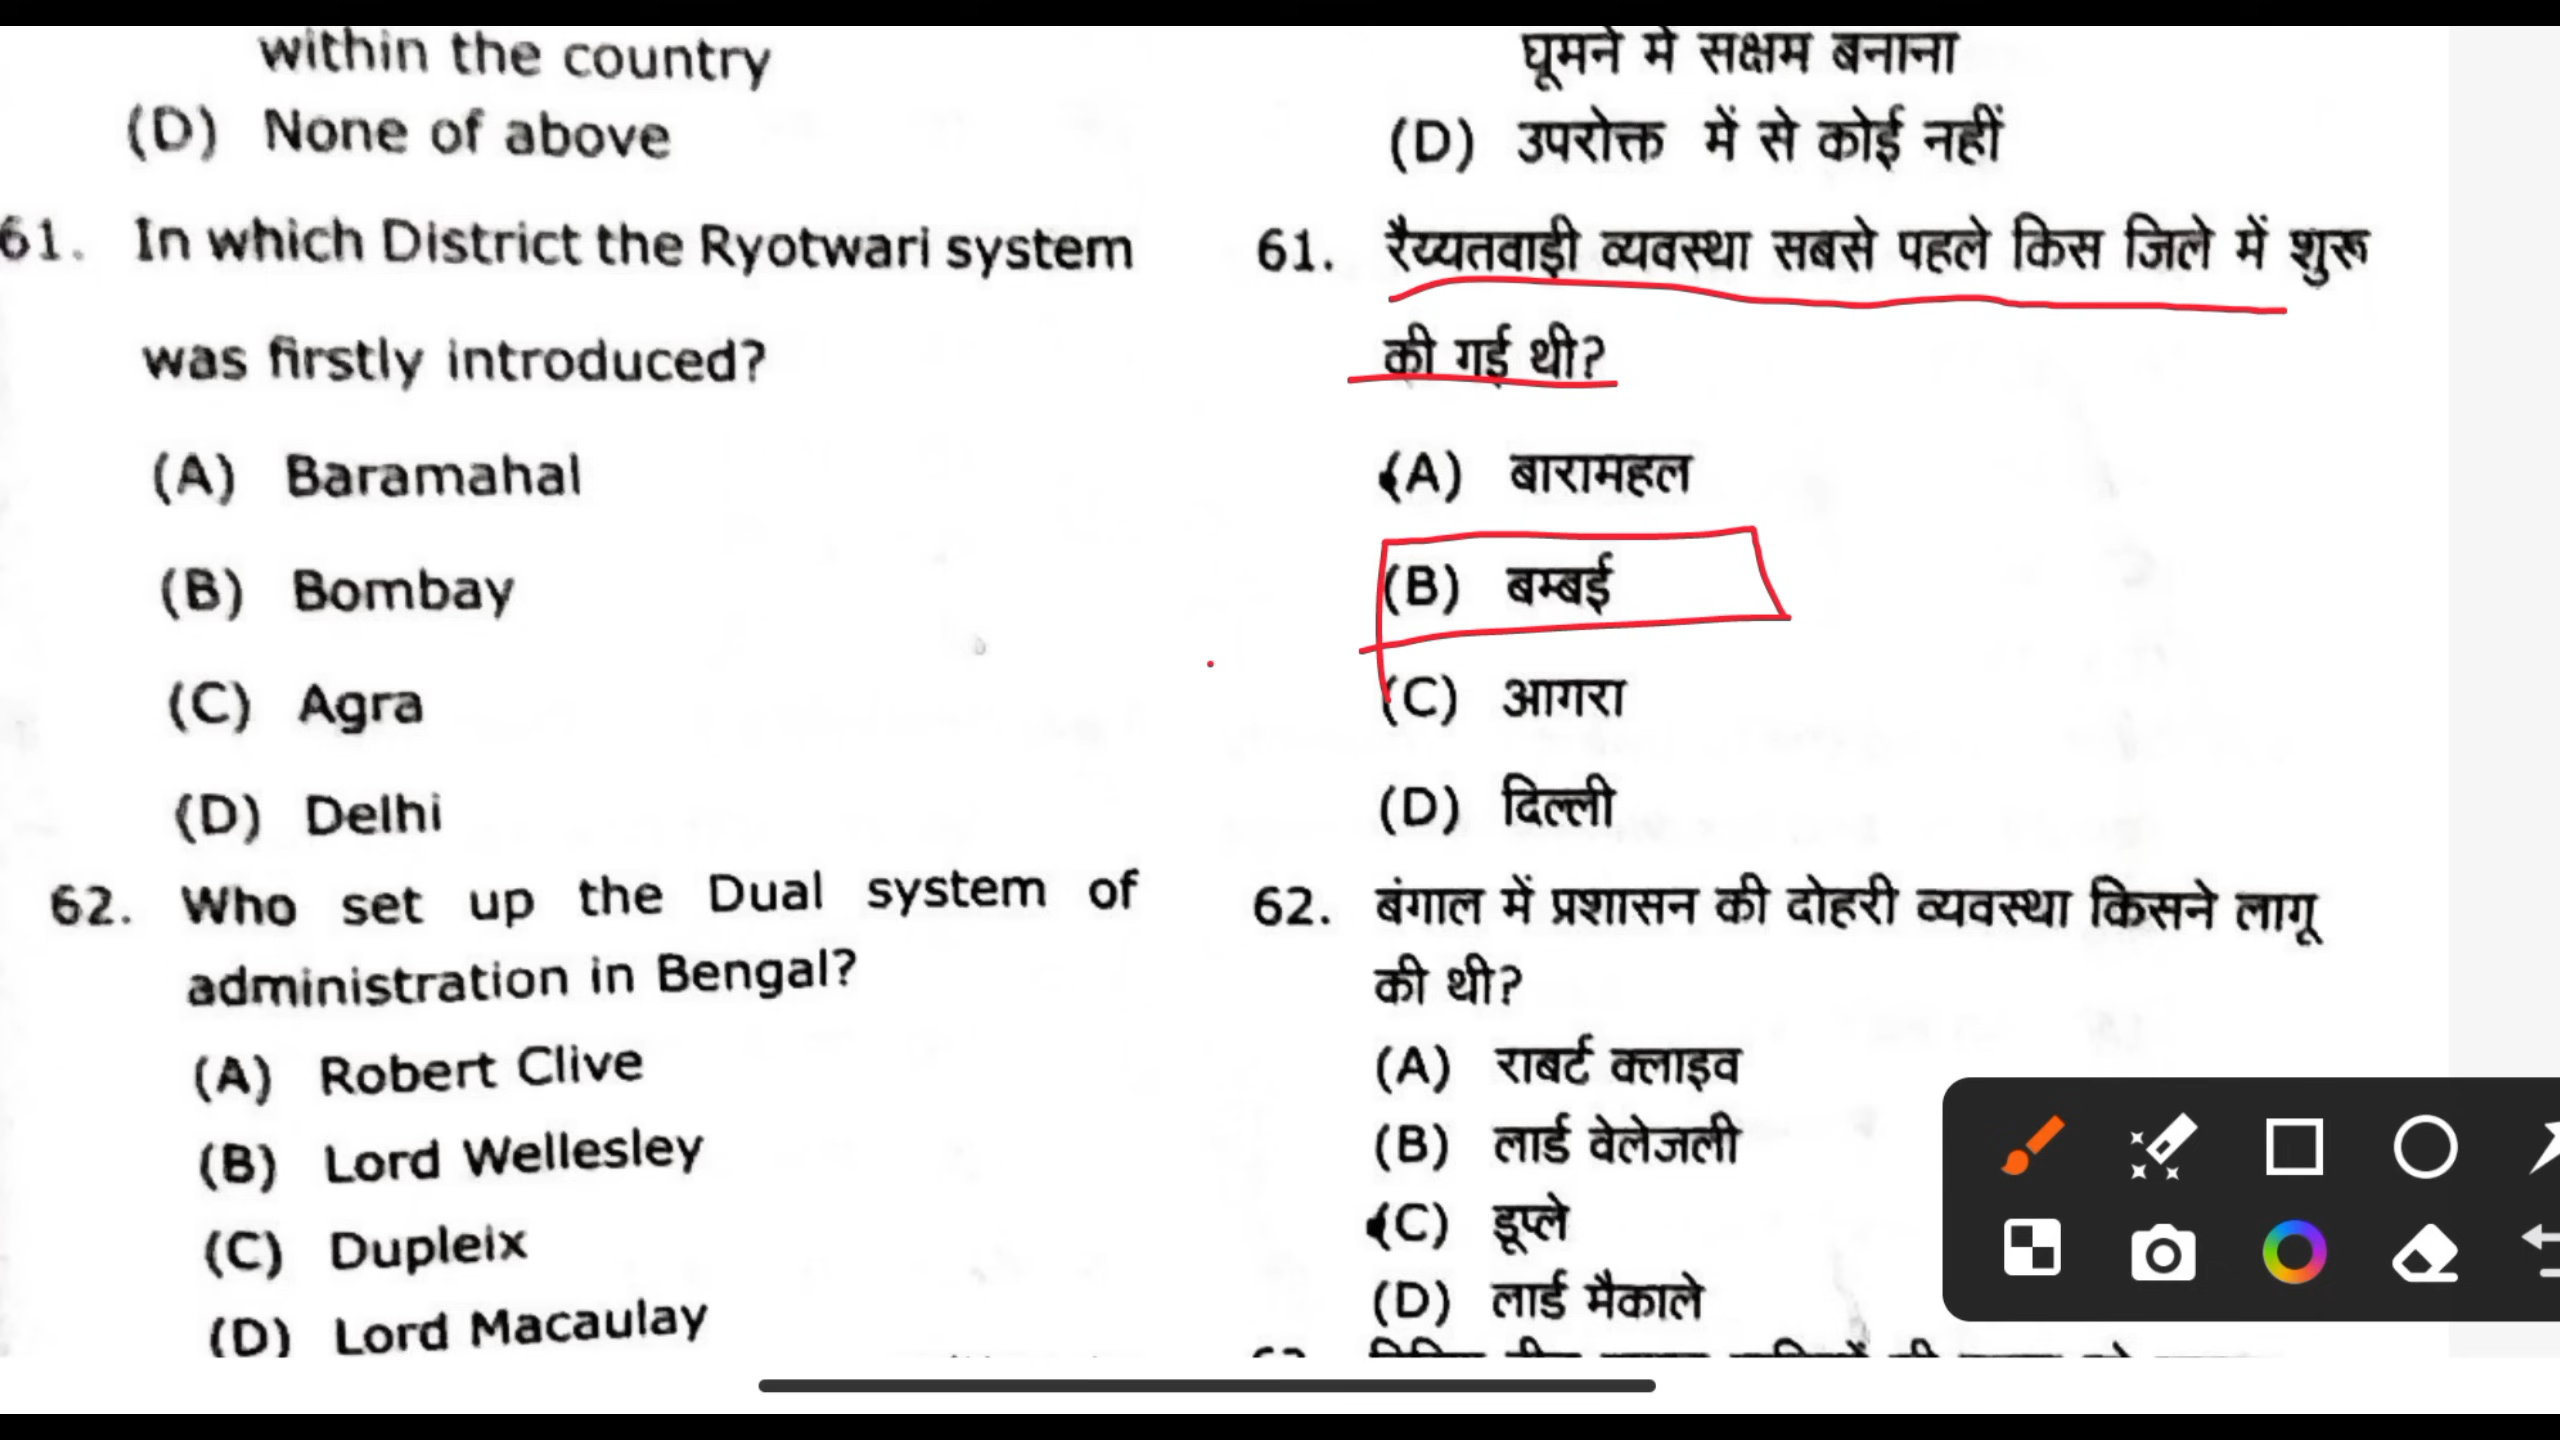 within the country
(D) None of above
61. In which District the Ryotwari system
was firstly introduced?
(A) Baramahal
(B) Bombay
(C) Agra
(D) Delhi
62. Who set up the Dual system of
administration in Bengal?
(A) Robert Clive
(B) Lord Wellesley
(C) Dupleix
(D) Lord Macaulay
घूमने में सक्षम बनाना
(D) उपरोक्त में से कोई नहीं
61. रैय्यतवाड़ी व्यवस्था सबसे पहले किस जिले में शुरू
की गई थी?
(A) बारामहल
(B) बम्बई
(C) आगरा
(D) दिल्ली
62. बंगाल में प्रशासन की दोहरी व्यवस्था किसने लागू
की थी?
(A) राबर्ट क्लाइव
(B) लार्ड वेलेजली
(C) डूप्ले
(D) लार्ड मैकाले